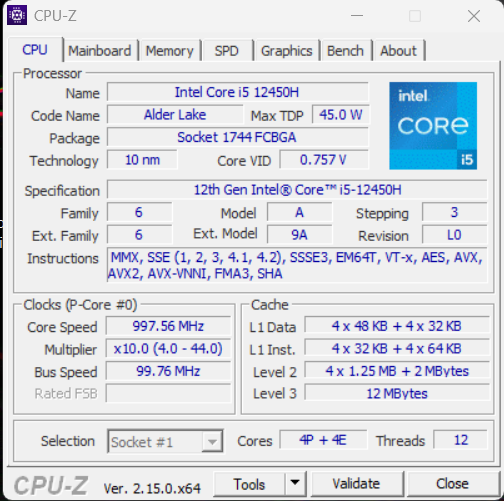 CPU-Z
CPU Mainboard Memory SPD Graphics Bench About
Processor
Name Intel Core i5 12450H
Code Name Alder Lake Max TDP 45.0 W
Package Socket 1744 FCBGA
Technology 10 nm Core VID 0.757 V
intel.
CORE
i5
Specification 12th Gen Intel® Core™ i5-12450H
Family 6 Model A Stepping 3
Ext. Family 6 Ext. Model 9A Revision L0
Instructions MMX, SSE (1, 2, 3, 4.1, 4.2), SSSE3, EM64T, VT-x, AES, AVX,
AVX2, AVX-VNNI, FMA3, SHA
Clocks (P-Core #0)
Core Speed 997.56 MHz
Multiplier x10.0 (4.0 - 44.0)
Bus Speed 99.76 MHz
Rated FSB
Cache
L1 Data 4 x 48 KB + 4 x 32 KB
L1 Inst. 4 x 32 KB + 4 x 64 KB
Level 2 4 x 1.25 MB + 2 MBytes
Level 3 12 MBytes
Selection Socket #1 Cores 4P + 4E Threads 12
CPU-Z Ver. 2.15.0.x64 Tools Validate Close